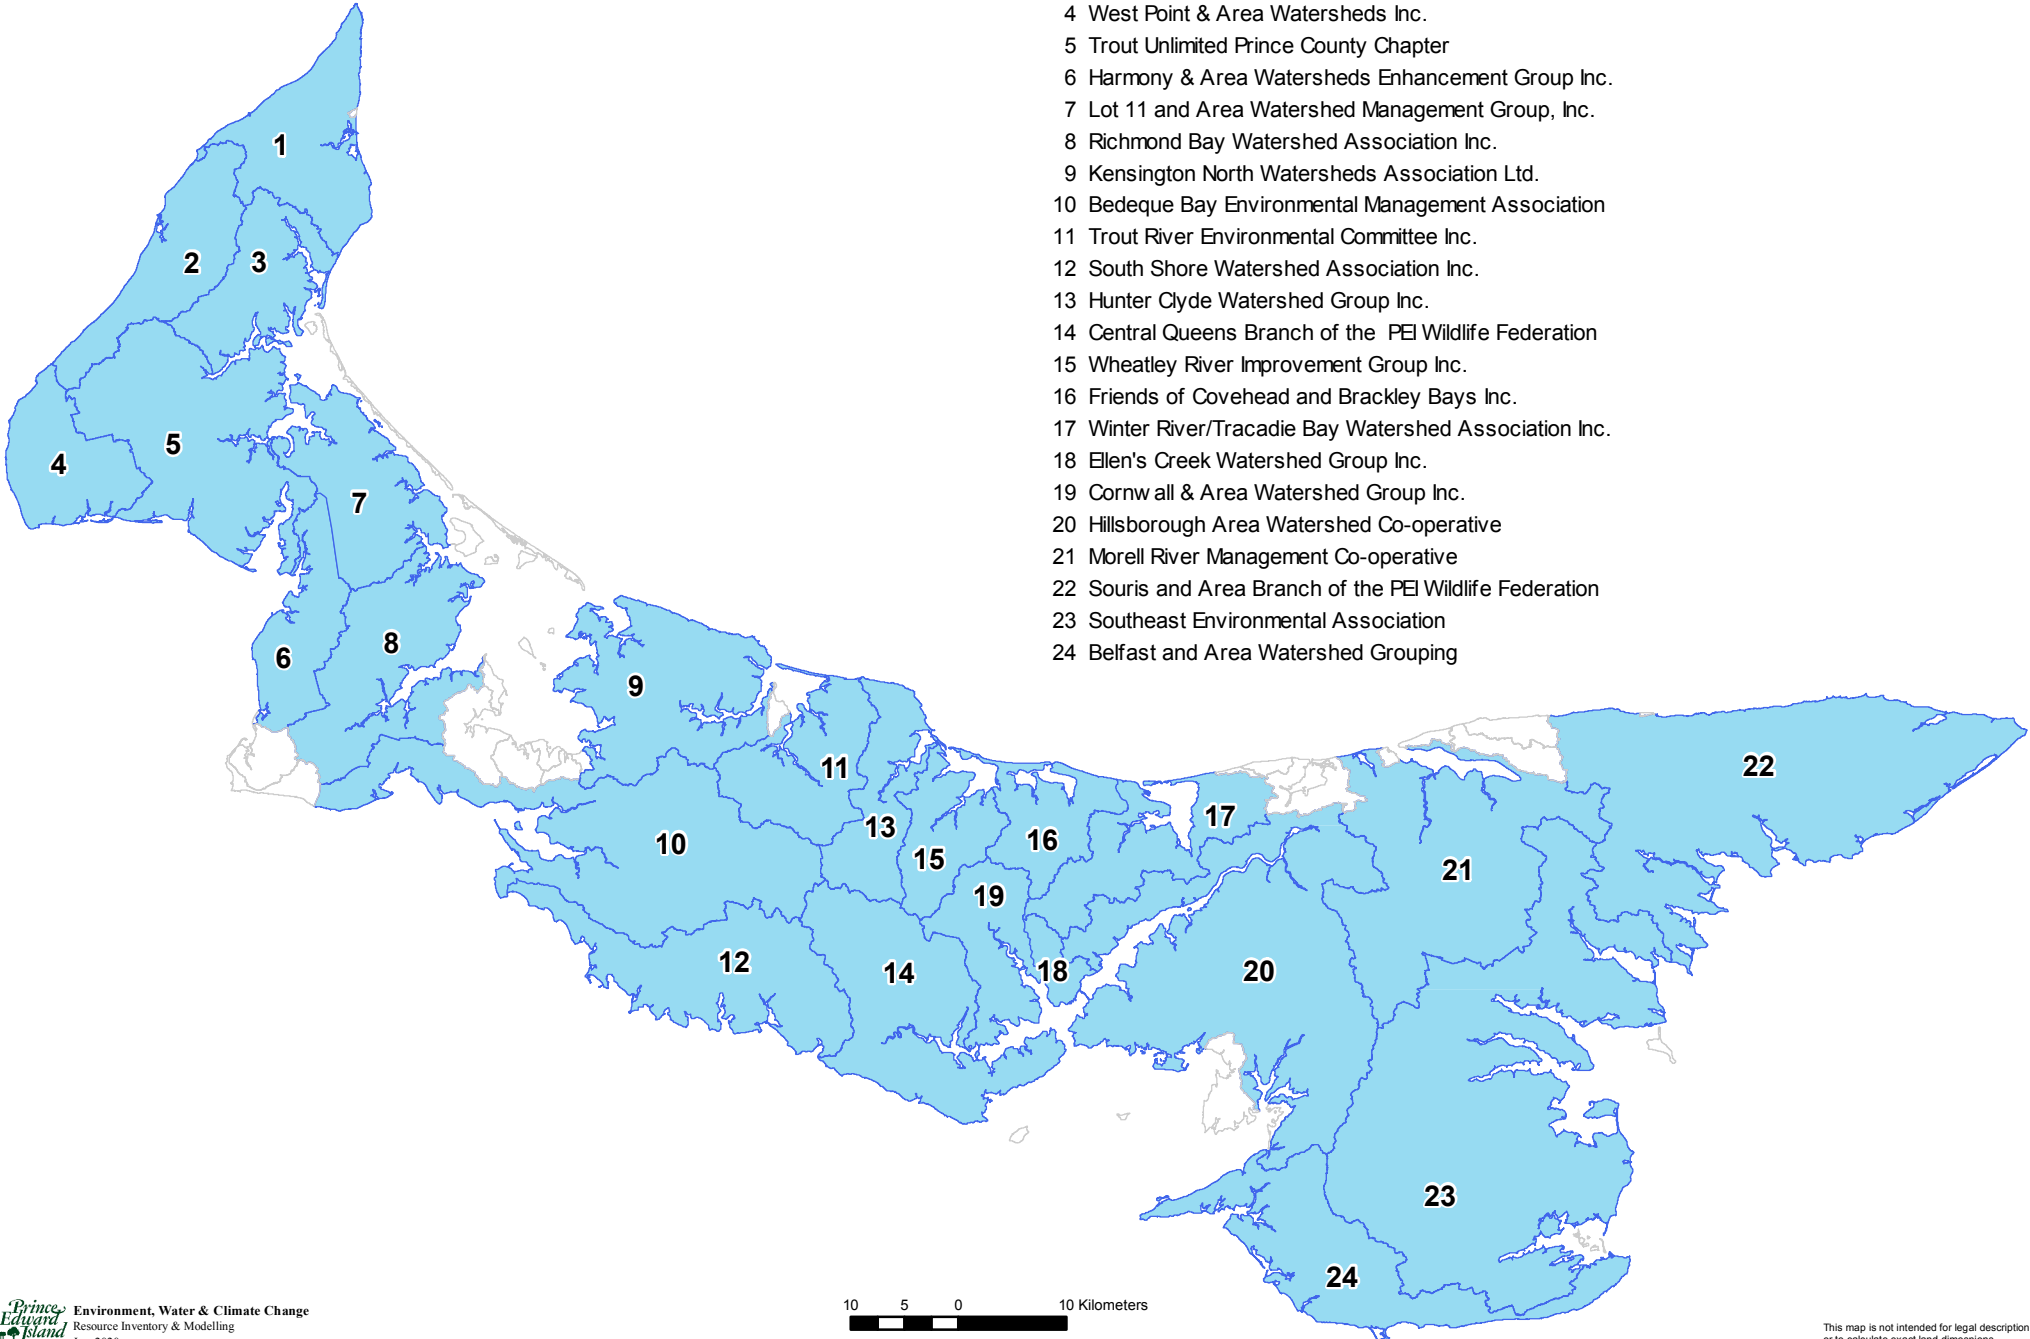 4 West Point & Area Watersheds Inc.
5 Trout Unlimited Prince County Chapter
6 Harmony & Area Watersheds Enhancement Group Inc.
7 Lot 11 and Area Watershed Management Group, Inc.
8 Richmond Bay Watershed Association Inc.
9 Kensington North Watersheds Association Ltd.
10 Bedeque Bay Environmental Management Association
11 Trout River Environmental Committee Inc.
12 South Shore Watershed Association Inc.
13 Hunter Clyde Watershed Group Inc.
14 Central Queens Branch of the PEI Wildlife Federation
15 Wheatley River Improvement Group Inc.
16 Friends of Covehead and Brackley Bays Inc.
17 Winter River/Tracadie Bay Watershed Association Inc.
18 Ellen's Creek Watershed Group Inc.
19 Cornwall & Area Watershed Group Inc.
20 Hillsborough Area Watershed Co-operative
21 Morell River Management Co-operative
22 Souris and Area Branch of the PEI Wildlife Federation
23 Southeast Environmental Association
24 Belfast and Area Watershed Grouping
1
2
3
4
5
7
6
8
9
11
22
17
13
10
16
15
21
19
12
14
18
20
23
24
Prince Edward Island
Environment, Water & Climate Change
Resource Inventory & Modelling
10 5 0 10 Kilometers
This map is not intended for legal description
or to calculate exact land dimensions